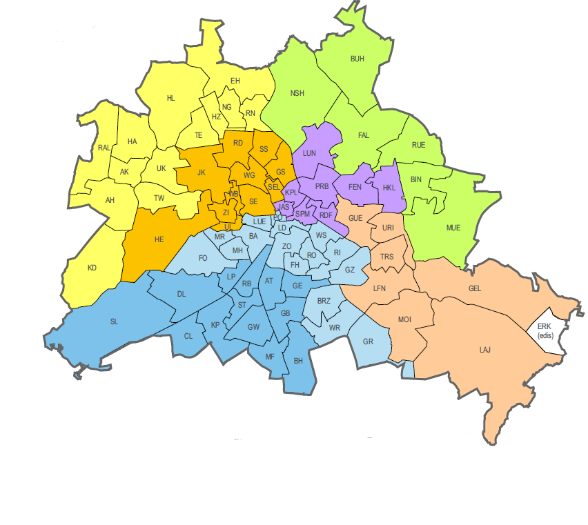 BUH
EH
HL
NSH
NG
HZ
RN
TE
FAL
HA
RAL
RD
SS
RUE
LUN
AK
UK
JK
WG
GS
BIN
SEL
PRB
FEN
HKL
KPL
AH
TW
SE
JAS
ZI
SPM
RDF
GUE
LUE
URI
MUE
LD
HE
MR
BA
WS
FO
MH
ZO
RO
RI
TRS
KD
FH
GZ
LP
RB
AT
GE
LFN
GEL
DL
ST
BRZ
SL
GB
MOI
KP
GW
WR
ERK
(edis)
CL
GR
MF
BH
LAJ